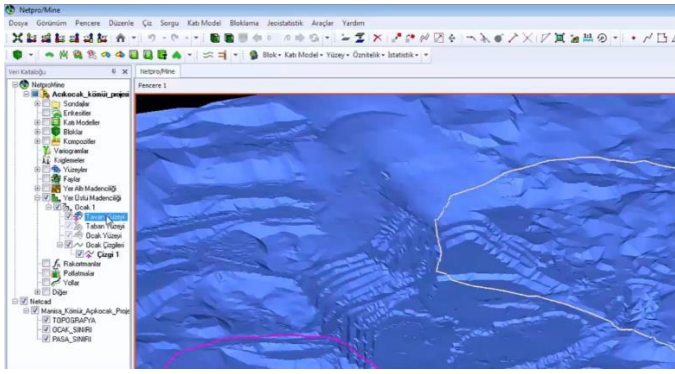 Netpro/Mine
Dosya Görünüm Pencere Düzenle Çiz Sorgu Katı Model Bloklama Jeoistatistik Araçlar Yardım
Blok Katı Model Yüzey Öznitelik İstatistik
Veri Kataloğu
Netpro/Mine
Pencere 1
NetproMine
Açıkocak_kömür_projesi
Sondajlar
Enkesitler
Katı Modeller
Bloklar
Kompozitler
Variogramlar
Kriglemeler
Yüzeyler
Faylar
Yer Altı Madenciliği
Yer Üstü Madenciliği
Ocak 1
Tavan Yüzeyi
Taban Yüzeyi
Ocak Yüzeyi
Ocak Çizgileri
Çizgi 1
Patlatmalar
Yollar
Diğer
Netcad
Manisa_Kömür_Açıkocak_Proje
TOPOGRAFYA
OCAK_SINIRI
PASA_SINIRI